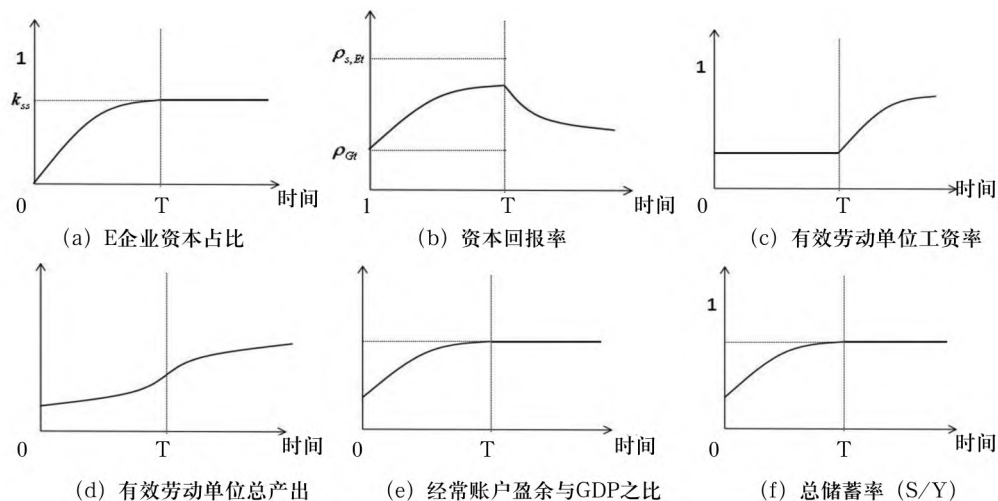 1
k_ss
0
T
时间
(a) E企业资本占比
ρ_s,Et
ρ_Gt
1
T
时间
(b) 资本回报率
1
0
T
时间
(c) 有效劳动单位工资率
0
T
时间
(d) 有效劳动单位总产出
0
T
时间
(e) 经常账户盈余与GDP之比
1
0
T
时间
(f) 总储蓄率 (S/Y)